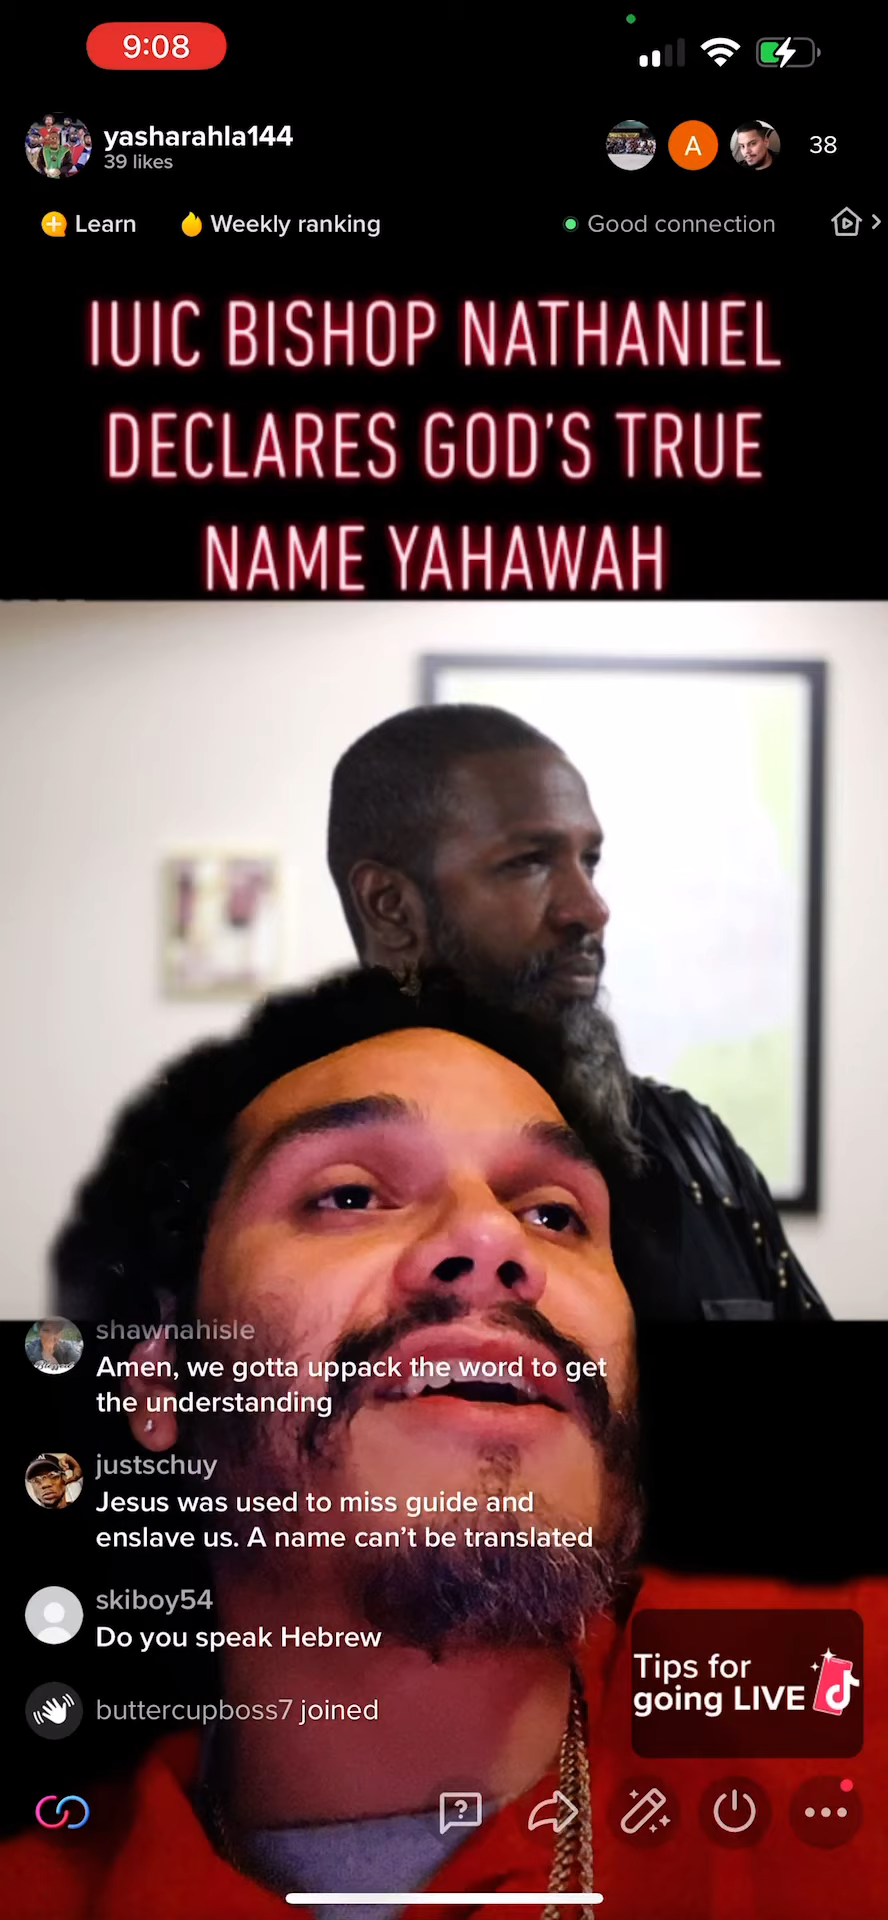 9:08
yasharahla144
39 likes
A
38
Learn
Weekly ranking
Good connection
IUIC BISHOP NATHANIEL
DECLARES GOD'S TRUE
NAME YAHAWAH
shawnahisle
Amen, we gotta uppack the word to get
the understanding
justschuy
Jesus was used to miss guide and
enslave us. A name can't be translated
skiboy54
Do you speak Hebrew
buttercupboss7 joined
Tips for
going LIVE